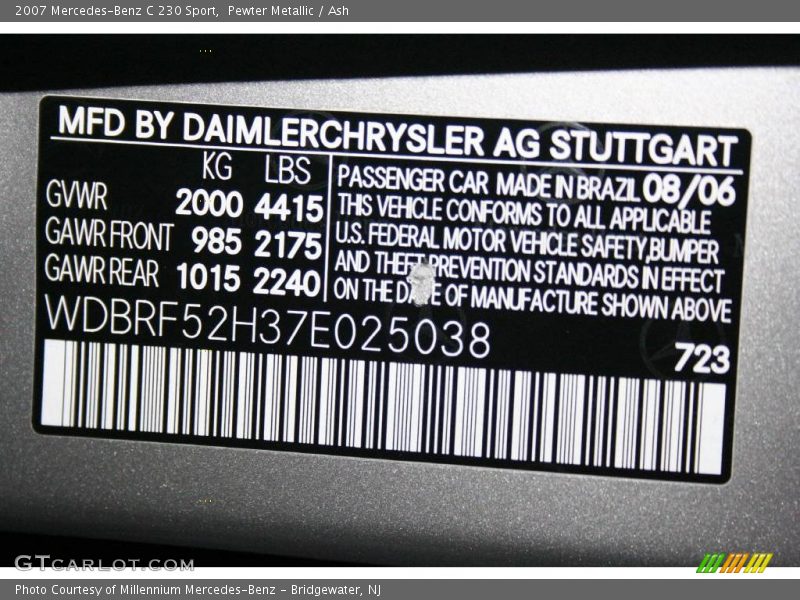 2007 Mercedes-Benz C 230 Sport, Pewter Metallic / Ash
MFD BY DAIMLERCHRYSLER AG STUTTGART
KG LBS
GVWR 2000 4415
GAWR FRONT 985 2175
GAWR REAR 1015 2240
PASSENGER CAR MADE IN BRAZIL 08/06
THIS VEHICLE CONFORMS TO ALL APPLICABLE
U.S. FEDERAL MOTOR VEHICLE SAFETY, BUMPER
AND THEFT PREVENTION STANDARDS IN EFFECT
ON THE DATE OF MANUFACTURE SHOWN ABOVE
WDBRF52H37E025038
723
GTCARLOT.COM
Photo Courtesy of Millennium Mercedes-Benz - Bridgewater, NJ